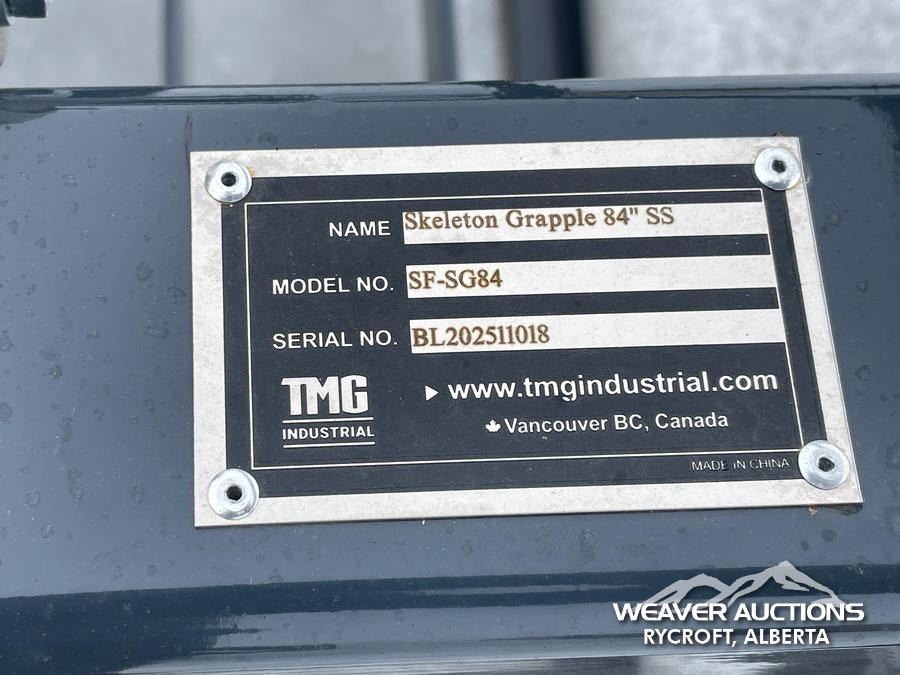 NAME Skeleton Grapple 84" SS
MODEL NO. SF-SG84
SERIAL NO. BL202511018
TMG
INDUSTRIAL
www.tmgindustrial.com
Vancouver BC, Canada
MADE IN CHINA
WEAVER AUCTIONS
RYCROFT, ALBERTA